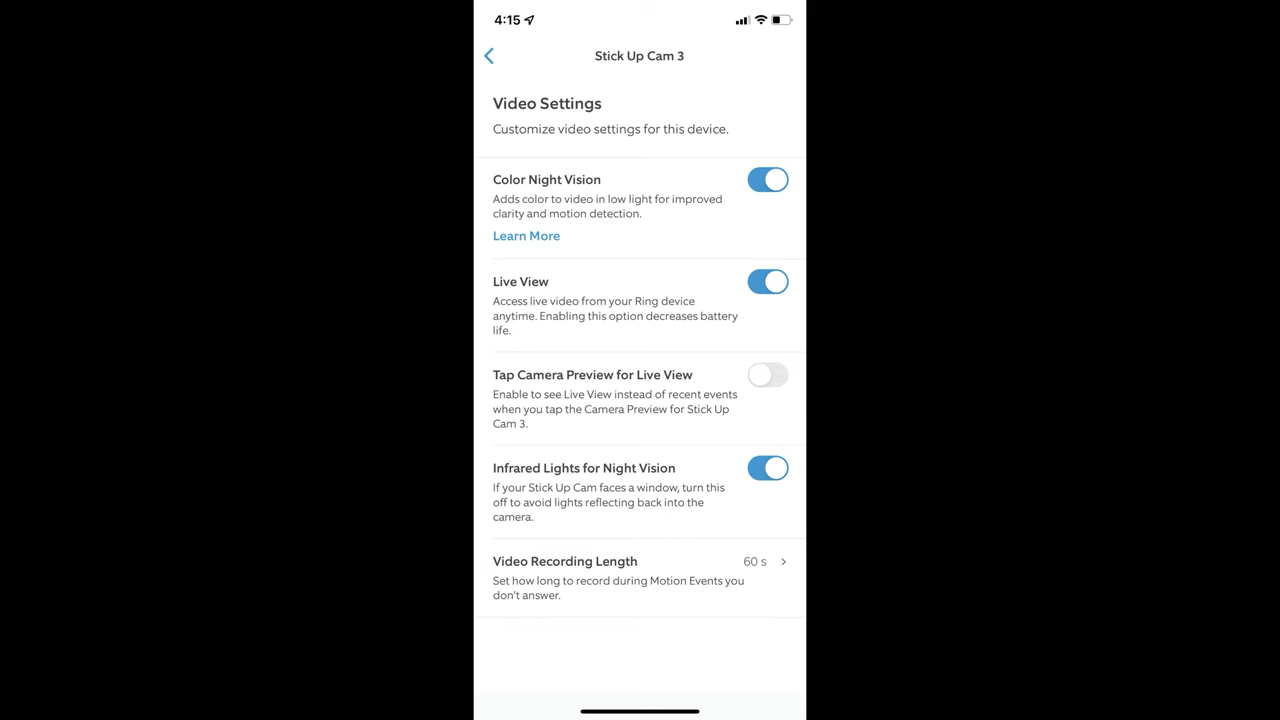 4:15
Stick Up Cam 3
Video Settings
Customize video settings for this device.
Color Night Vision
Adds color to video in low light for improved
clarity and motion detection.
Learn More
Live View
Access live video from your Ring device
anytime. Enabling this option decreases battery
life.
Tap Camera Preview for Live View
Enable to see Live View instead of recent events
when you tap the Camera Preview for Stick Up
Cam 3.
Infrared Lights for Night Vision
If your Stick Up Cam faces a window, turn this
off to avoid lights reflecting back into the
camera.
Video Recording Length 60 s
Set how long to record during Motion Events you
don't answer.